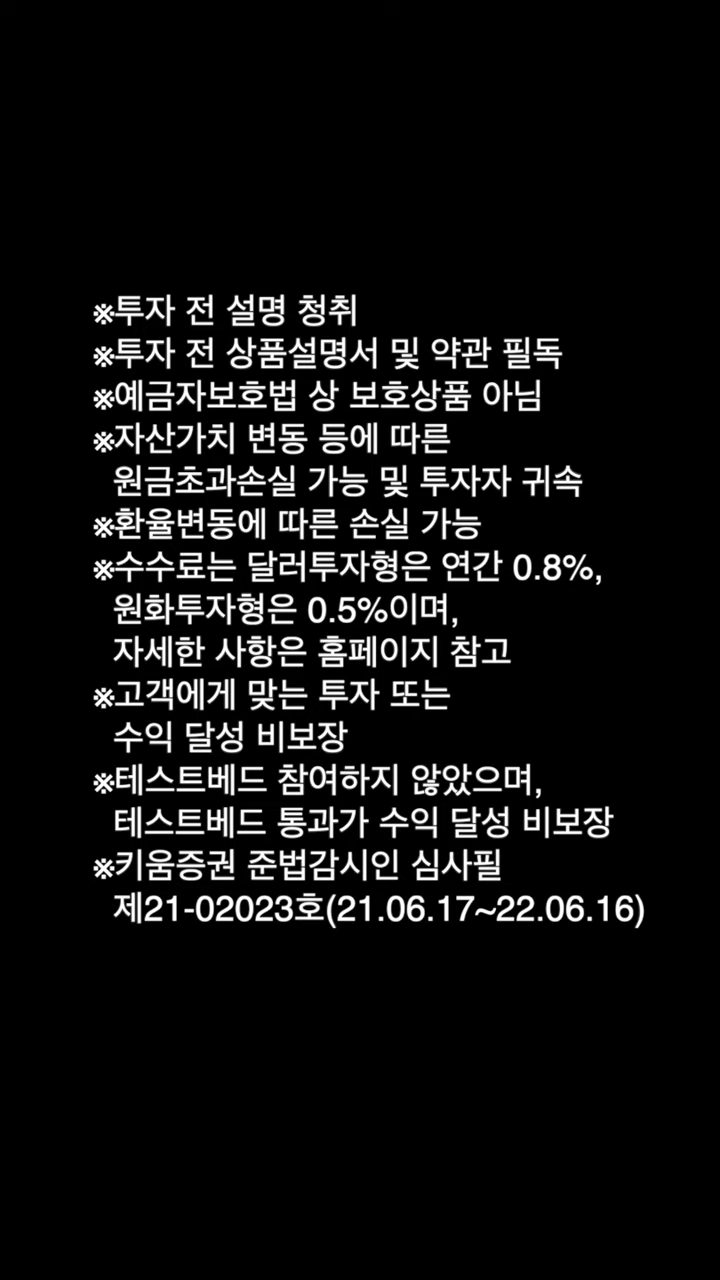 ※투자 전 설명 청취
※투자 전 상품설명서 및 약관 필독
※예금자보호법 상 보호상품 아님
※자산가치 변동 등에 따른
원금초과손실 가능 및 투자자 귀속
※환율변동에 따른 손실 가능
※수수료는 달러투자형은 연간 0.8%,
원화투자형은 0.5%이며,
자세한 사항은 홈페이지 참고
※고객에게 맞는 투자 또는
수익 달성 비보장
※테스트베드 참여하지 않았으며,
테스트베드 통과가 수익 달성 비보장
※키움증권 준법감시인 심사필
제21-02023호(21.06.17~22.06.16)